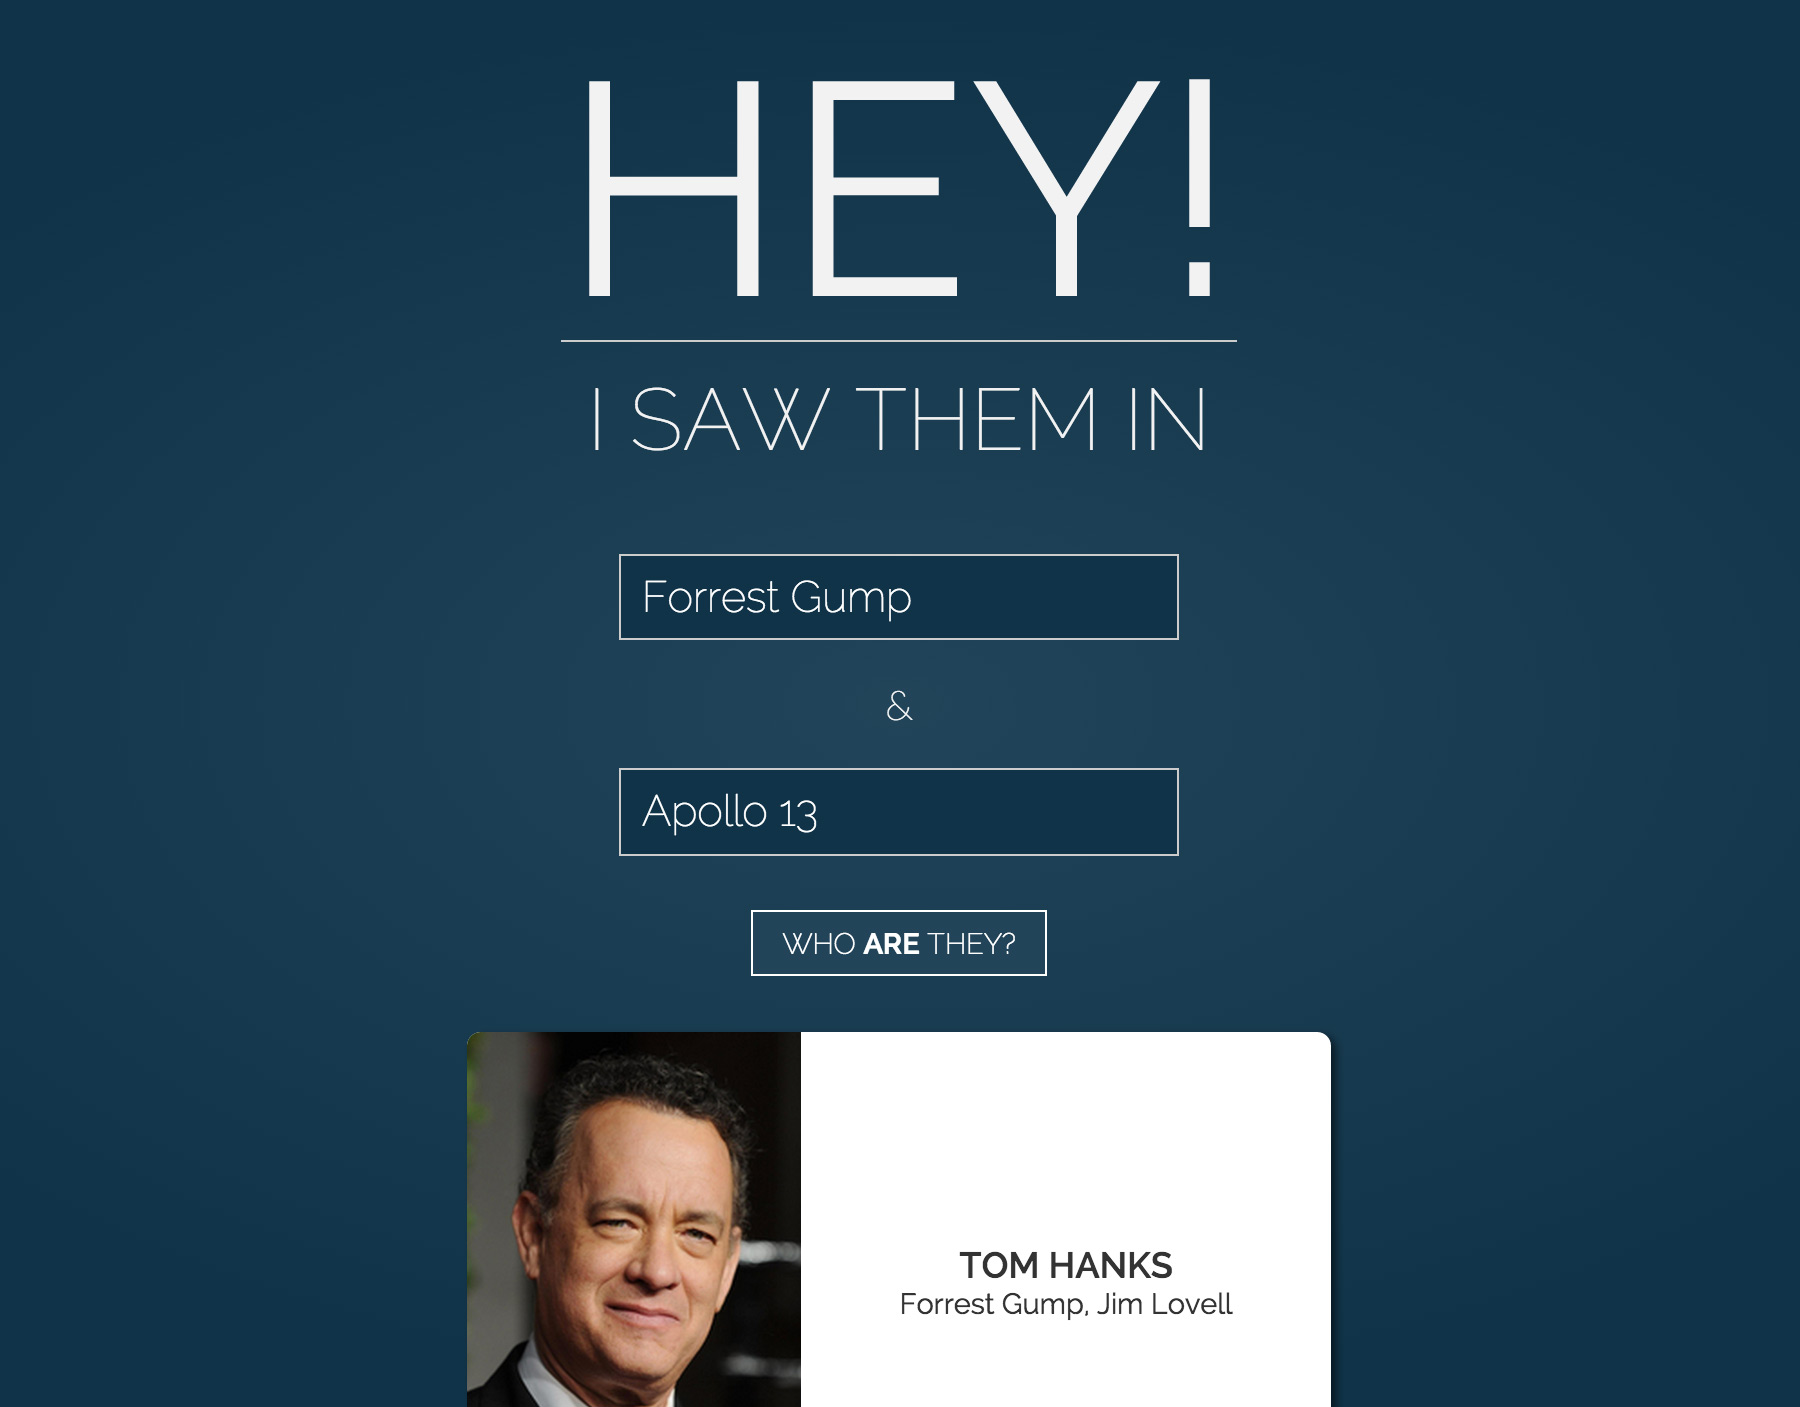 HEY!
I SAW THEM IN
Forrest Gump
&
Apollo 13
WHO ARE THEY?
TOM HANKS
Forrest Gump, Jim Lovell